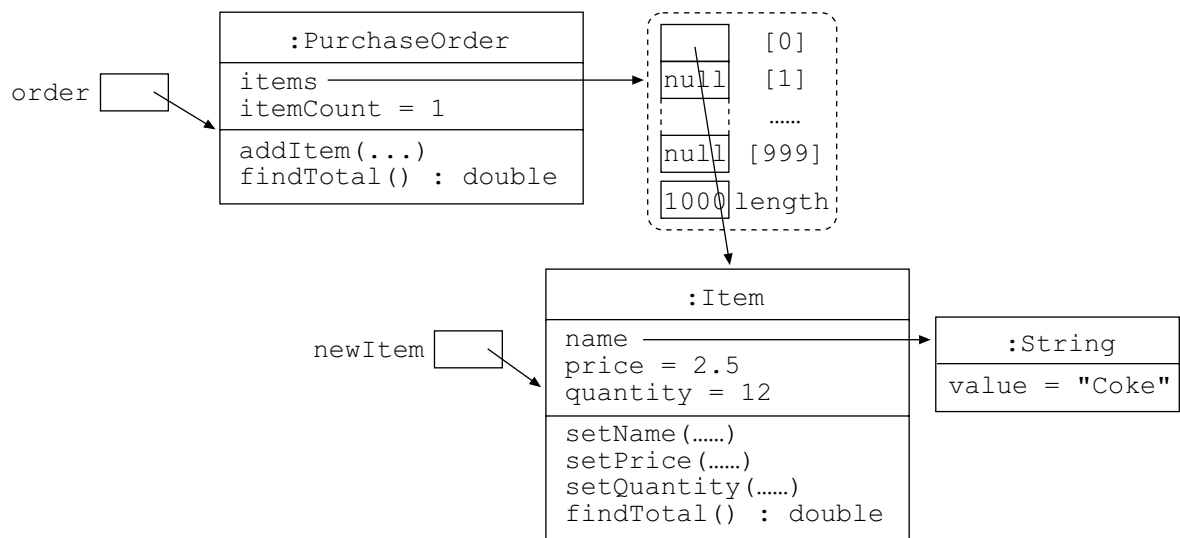 :PurchaseOrder
[0]
order
items
null
[1]
itemCount = 1
……
addItem(...)
null
[999]
findTotal() : double
1000
length
:Item
newItem
name
:String
price = 2.5
value = "Coke"
quantity = 12
setName(……)
setPrice(……)
setQuantity(……)
findTotal() : double